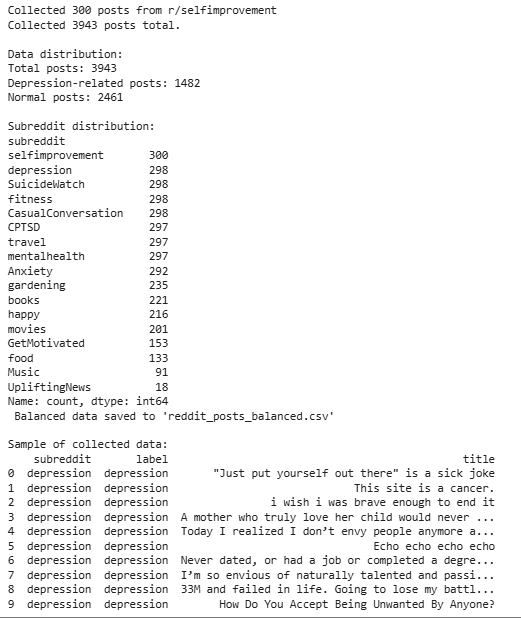 Collected 300 posts from r/selfimprovement
Collected 3943 posts total.
Data distribution:
Total posts: 3943
Depression-related posts: 1482
Normal posts: 2461
Subreddit distribution:
subreddit
selfimprovement 300
depression 298
SuicideWatch 298
fitness 298
CasualConversation 298
CPTSD 297
travel 297
mentalhealth 297
Anxiety 292
gardening 235
books 221
happy 216
movies 201
GetMotivated 153
food 133
Music 91
UpliftingNews 18
Name: count, dtype: int64
Balanced data saved to 'reddit_posts_balanced.csv'
Sample of collected data:
subreddit label title
0 depression depression "Just put yourself out there" is a sick joke
1 depression depression This site is a cancer.
2 depression depression i wish i was brave enough to end it
3 depression depression A mother who truly love her child would never ...
4 depression depression Today I realized I don’t envy people anymore a...
5 depression depression Echo echo echo echo
6 depression depression Never dated, or had a job or completed a degre...
7 depression depression I’m so envious of naturally talented and passi...
8 depression depression 33M and failed in life. Going to lose my battl...
9 depression depression How Do You Accept Being Unwanted By Anyone?